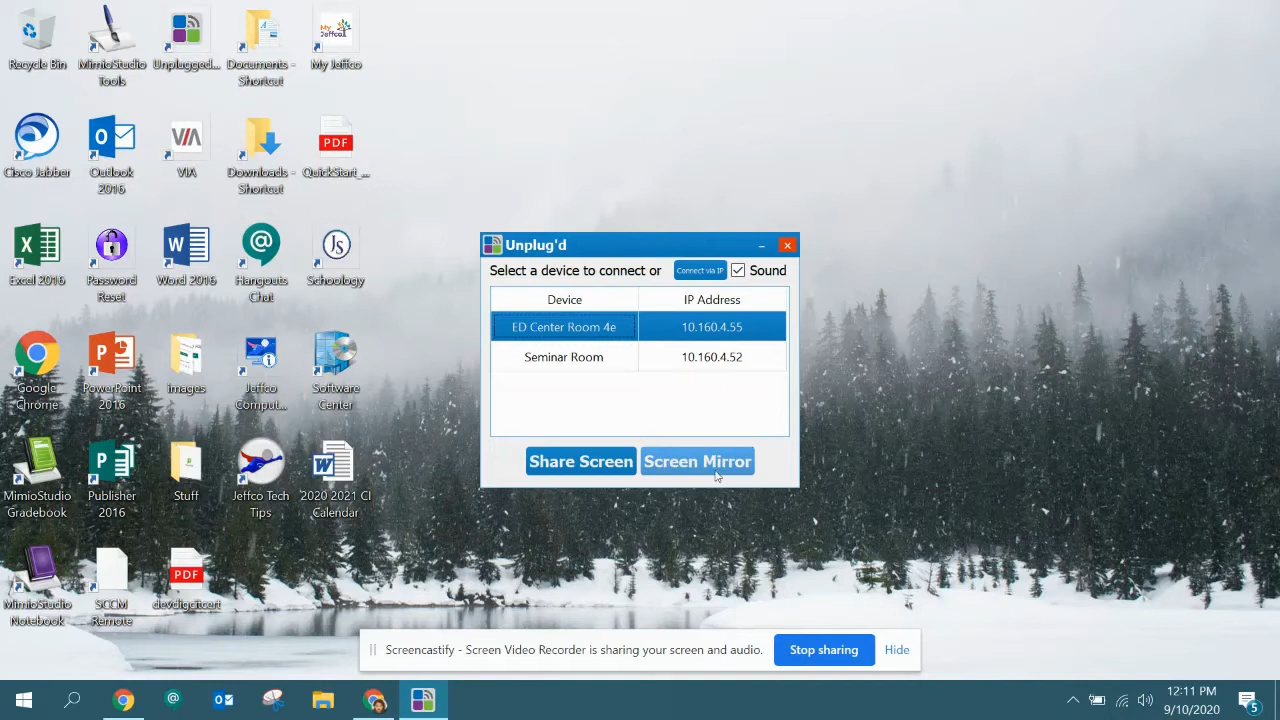 Recycle Bin
MimioStudio
Tools
Unplugged...
Documents -
Shortcut
My Jeffco
My
Jeffco
Cisco Jabber
Outlook
2016
VIA
VIA
Downloads -
Shortcut
PDF
QuickStart_...
Excel 2016
Password
Reset
Word 2016
Hangouts
Chat
Js
Schoology
Google
Chrome
PowerPoint
2016
images
Jeffco
Comput...
Software
Center
MimioStudio
Gradebook
Publisher
2016
Stuff
Jeffco Tech
Tips
2020 2021 CI
Calendar
MimioStudio
Notebook
SCCM
Remote
PDF
devdigcitcert
Unplug'd
Select a device to connect or
Connect via IP
Sound
Device
IP Address
ED Center Room 4e
10.160.4.55
Seminar Room
10.160.4.52
Share Screen
Screen Mirror
Screencastify - Screen Video Recorder is sharing your screen and audio.
Stop sharing
Hide
12:11 PM
9/10/2020
5